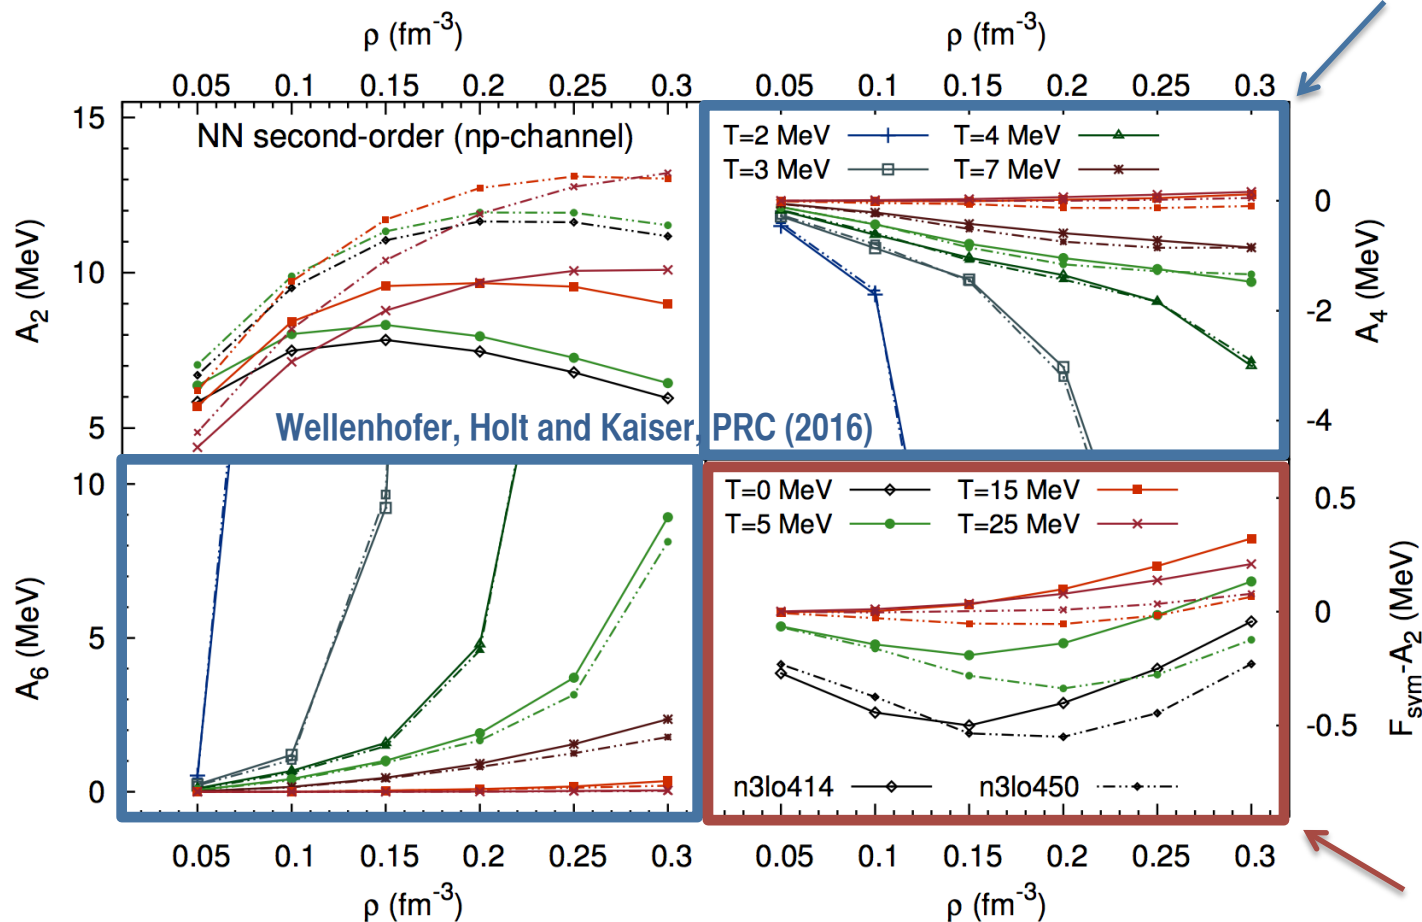 ρ (fm-3)
ρ (fm-3)
0.05 0.1 0.15 0.2 0.25 0.3
0.05 0.1 0.15 0.2 0.25 0.3
15
10
5
A2 (MeV)
NN second-order (np-channel)
T=2 MeV
T=4 MeV
T=3 MeV
T=7 MeV
0
-2
-4
A4 (MeV)
Wellenhofer, Holt and Kaiser, PRC (2016)
10
5
0
A6 (MeV)
T=0 MeV
T=15 MeV
T=5 MeV
T=25 MeV
n3lo414
n3lo450
0.5
0
-0.5
Fsym-A2 (MeV)
0.05 0.1 0.15 0.2 0.25 0.3
0.05 0.1 0.15 0.2 0.25 0.3
ρ (fm-3)
ρ (fm-3)